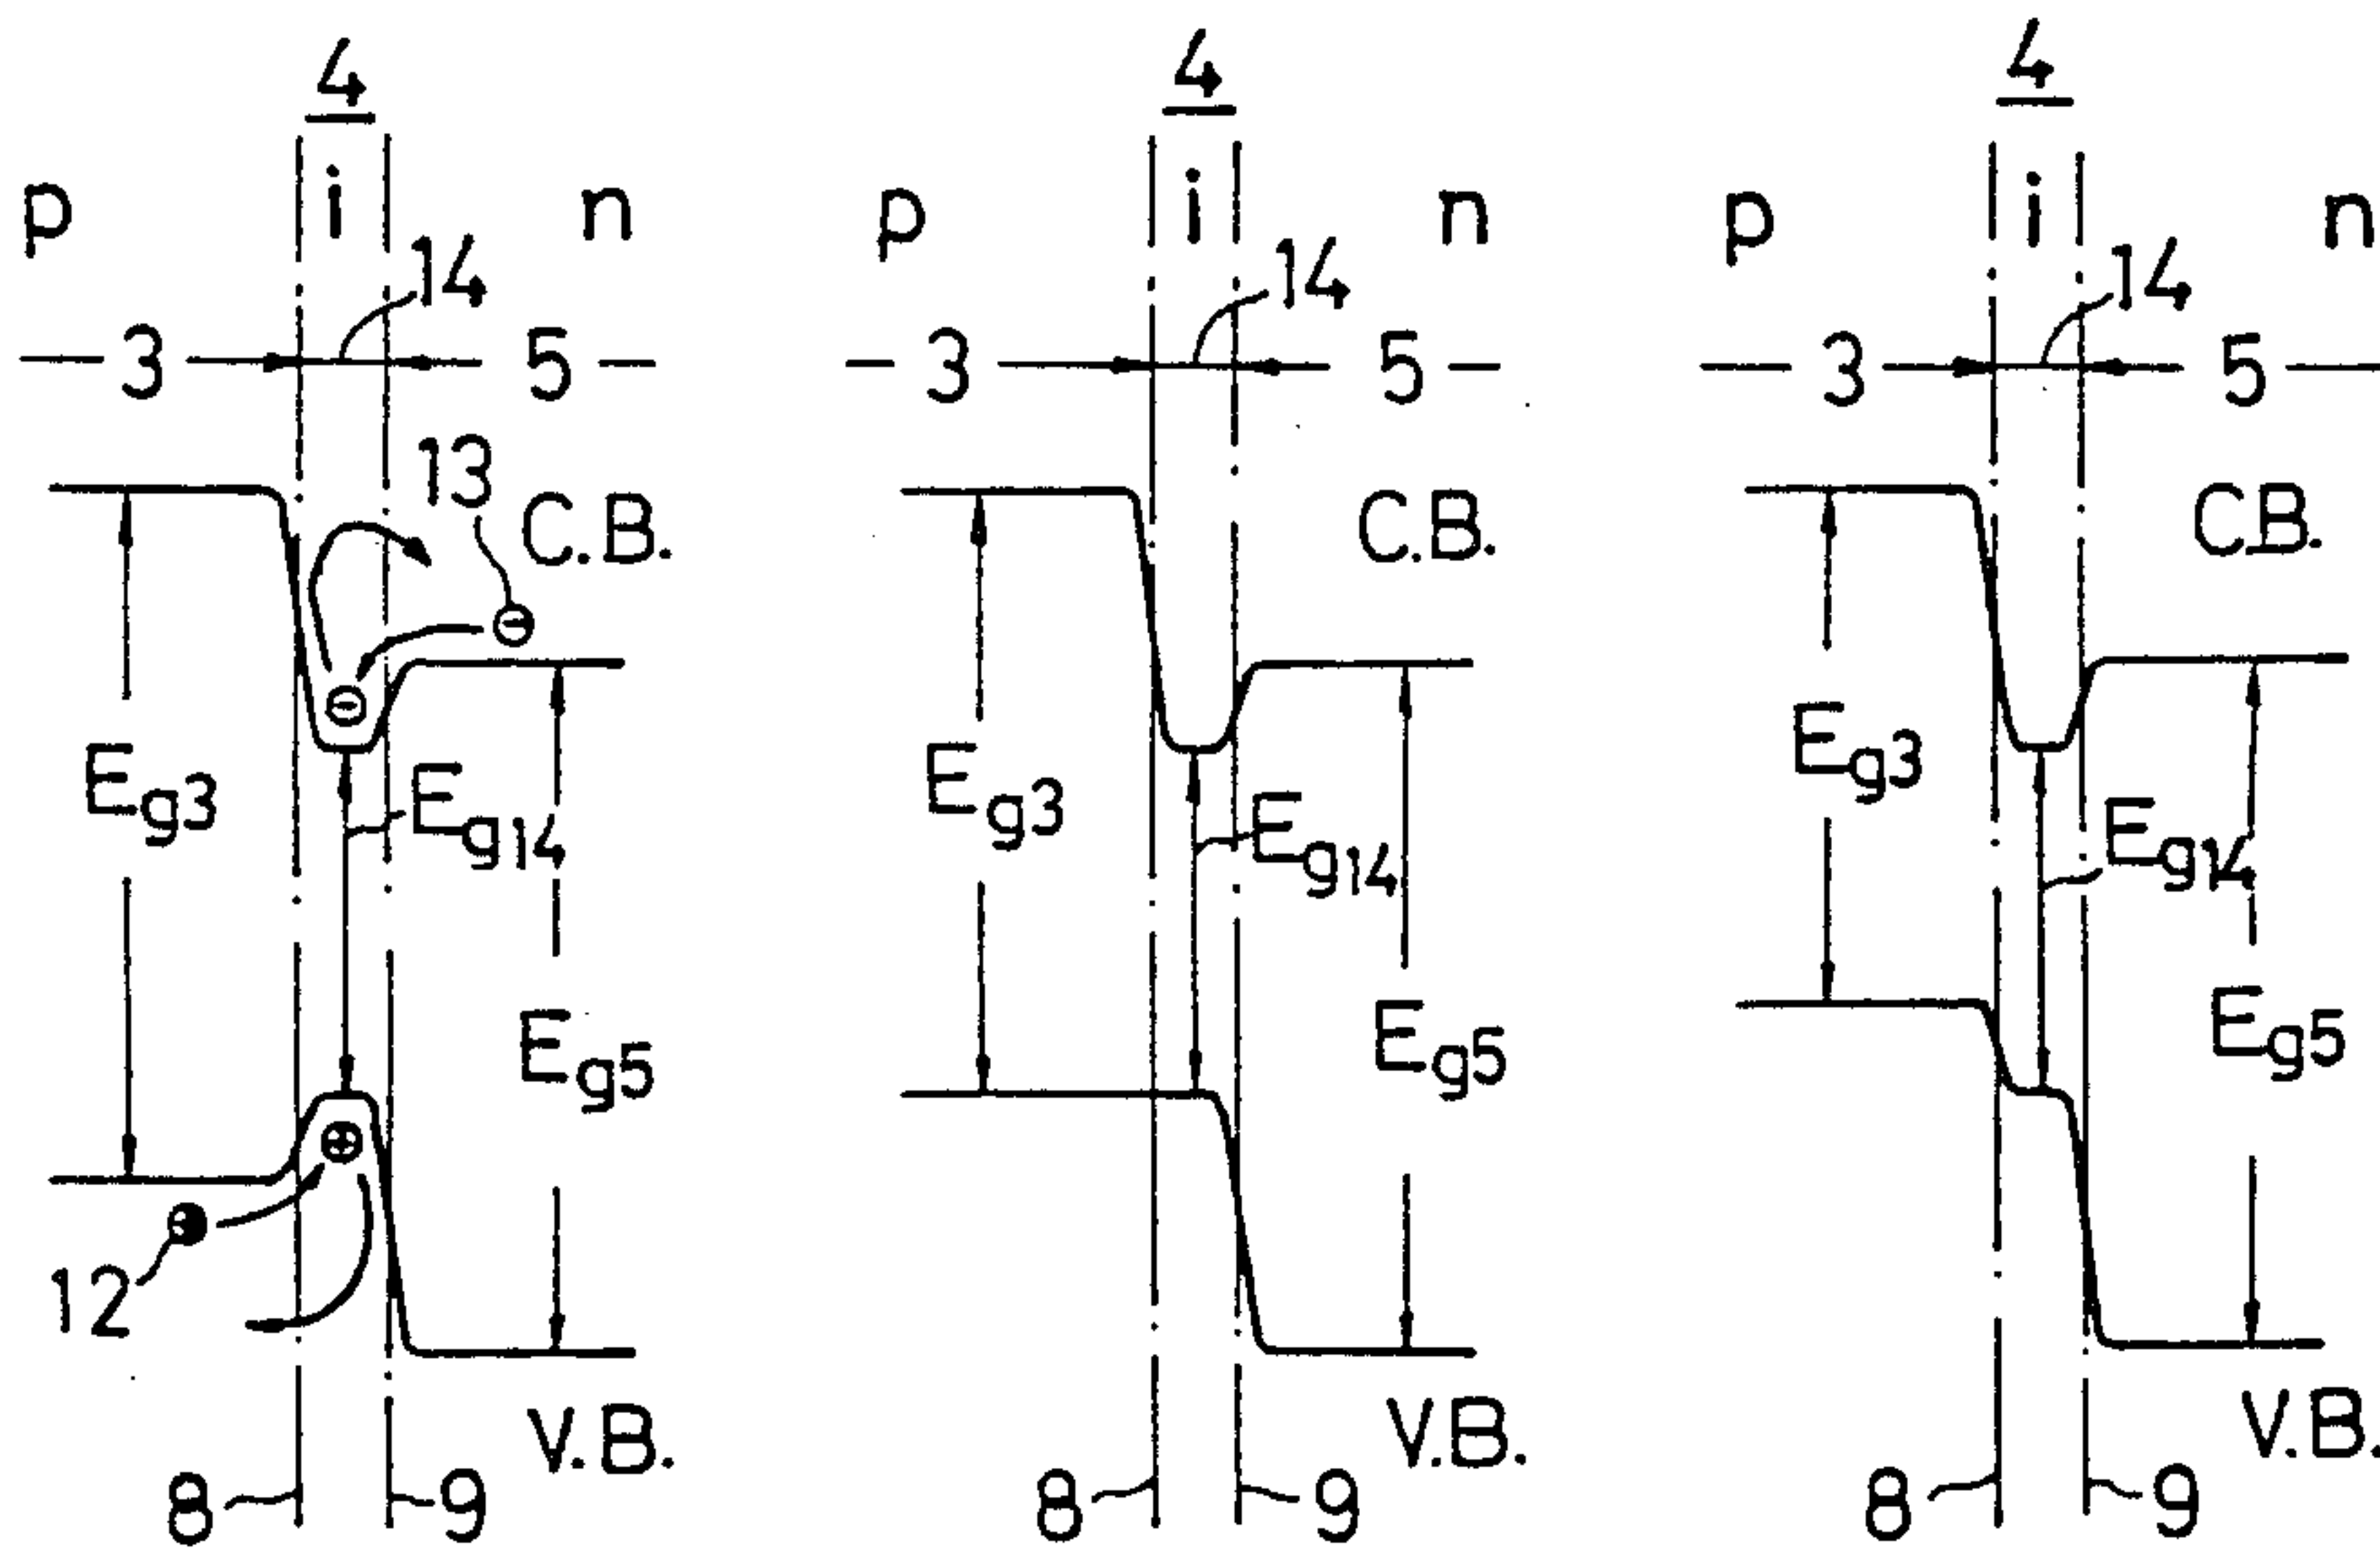 4 4 4
p i n p i n p i n
14 14 14
3 5 3 5 3 5
13
C.B. C.B. C.B.
Eg3 Eg14 Eg3 Eg14 Eg3 Eg14
Eg5 Eg5 Eg5
12
V.B. V.B. V.B.
8 9 8 9 8 9